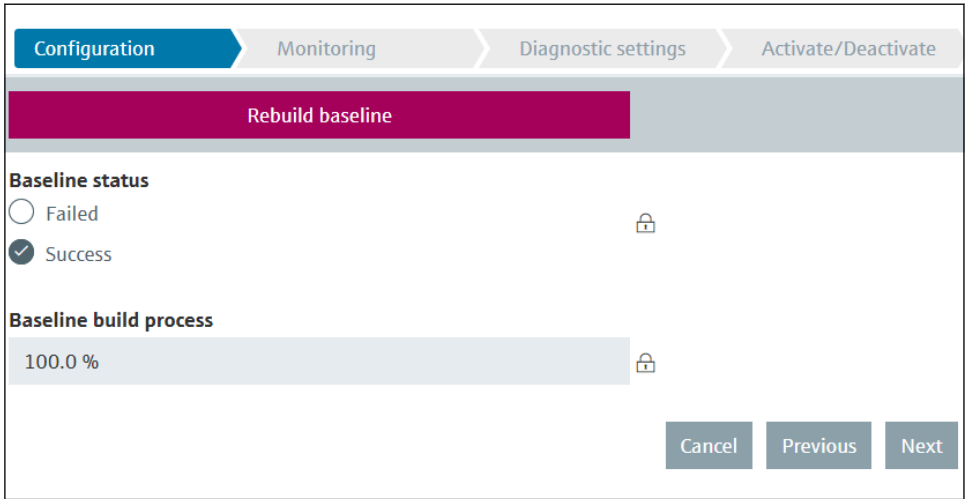 Configuration Monitoring Diagnostic settings Activate/Deactivate
Rebuild baseline
Baseline status
Failed
Success
Baseline build process
100.0 %
Cancel Previous Next